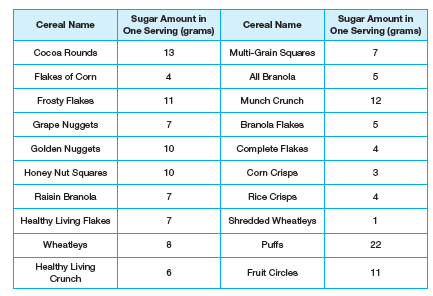 Cereal Name Sugar Amount in One Serving (grams) Cereal Name Sugar Amount in One Serving (grams)
Cocoa Rounds 13 Multi-Grain Squares 7
Flakes of Corn 4 All Branola 5
Frosty Flakes 11 Munch Crunch 12
Grape Nuggets 7 Branola Flakes 5
Golden Nuggets 10 Complete Flakes 4
Honey Nut Squares 10 Corn Crisps 3
Raisin Branola 7 Rice Crisps 4
Healthy Living Flakes 7 Shredded Wheatleys 1
Wheatleys 8 Puffs 22
Healthy Living Crunch 6 Fruit Circles 11